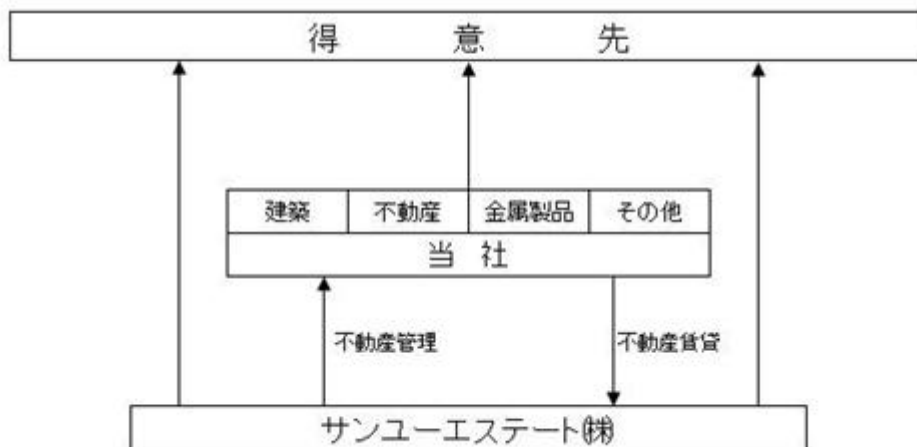 得意先
建築 不動産 金属製品 その他
当社
不動産管理 不動産賃貸
サンユーエステート㈱